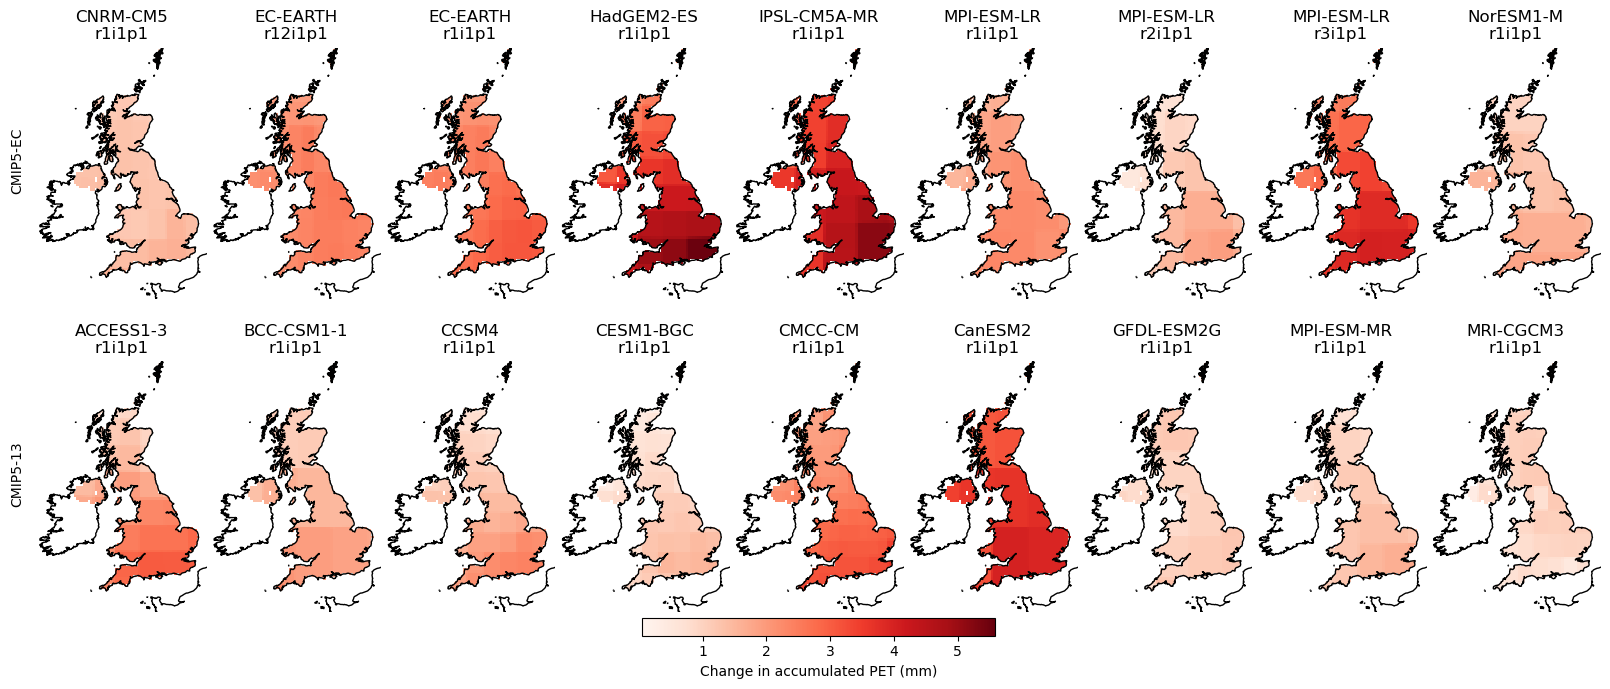 CNRM-CM5 EC-EARTH EC-EARTH HadGEM2-ES IPSL-CM5A-MR MPI-ESM-LR MPI-ESM-LR MPI-ESM-LR NorESM1-M
r1i1p1 r12i1p1 r1i1p1 r1i1p1 r1i1p1 r1i1p1 r2i1p1 r3i1p1 r1i1p1
CMIP5-EC
ACCESS1-3 BCC-CSM1-1 CCSM4 CESM1-BGC CMCC-CM CanESM2 GFDL-ESM2G MPI-ESM-MR MRI-CGCM3
r1i1p1 r1i1p1 r1i1p1 r1i1p1 r1i1p1 r1i1p1 r1i1p1 r1i1p1 r1i1p1
CMIP5-13
1 2 3 4 5
Change in accumulated PET (mm)